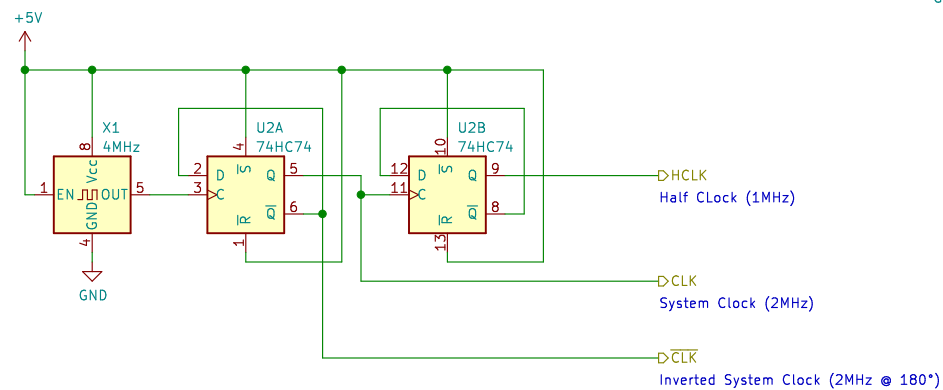 +5V
X1
4MHz
8
Vcc
1
EN
OUT
5
GND
4
GND
U2A
74HC74
4
S
2
D
Q
5
3
C
6
Q
R
1
U2B
74HC74
10
S
12
D
Q
9
11
C
8
Q
R
13
HCLK
Half CLock (1MHz)
CLK
System Clock (2MHz)
CLK
Inverted System Clock (2MHz @ 180°)